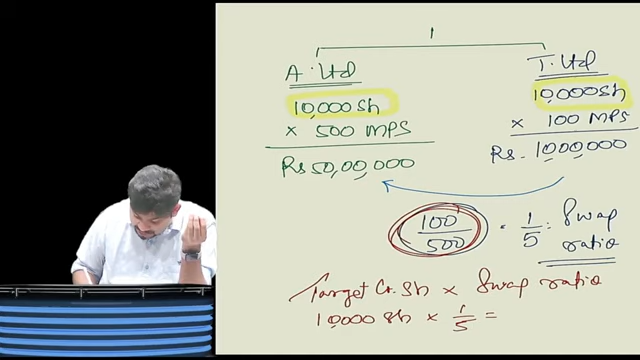 1
A. Ltd
10,000 Sh
× 500 MPS
Rs 50,00,000
T. Ltd
10,000 Sh
× 100 MPS
Rs. 10,00,000
100/500 = 1/5 = Swap ratio
Target Co. Sh × Swap ratio
10,000 Sh × 1/5 =